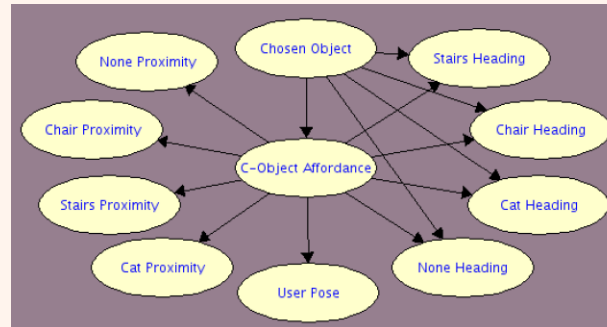 Chosen Object
None Proximity
Stairs Heading
Chair Proximity
Chair Heading
C-Object Affordance
Stairs Proximity
Cat Heading
Cat Proximity
None Heading
User Pose